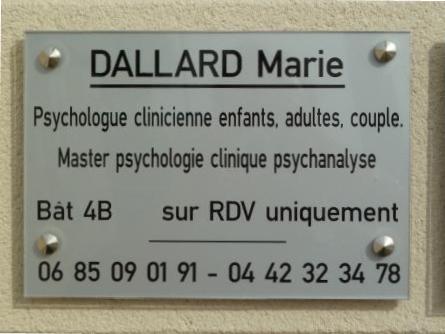 DALLARD Marie
Psychologue clinicienne enfants, adultes, couple.
Master psychologie clinique psychanalyse
Bât 4B sur RDV uniquement
06 85 09 01 91 - 04 42 32 34 78